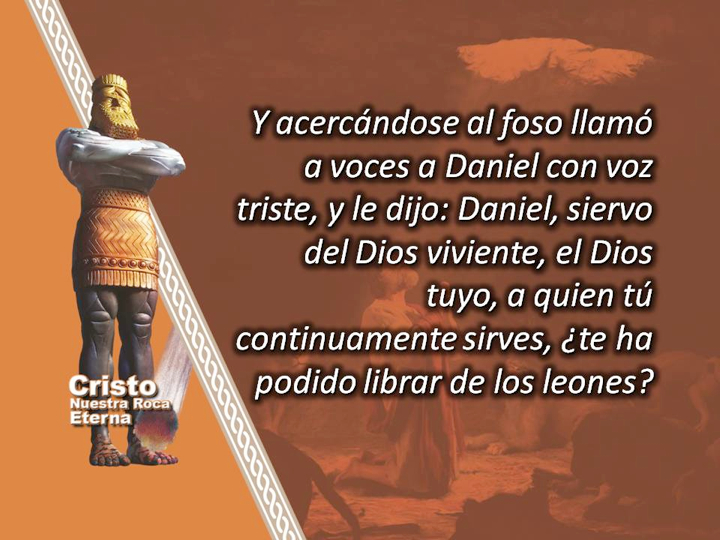 Y acercándose al foso llamó
a voces a Daniel con voz
triste, y le dijo: Daniel, siervo
del Dios viviente, el Dios
tuyo, a quien tú
continuamente sirves, ¿te ha
podido librar de los leones?
Cristo
Nuestra Roca
Eterna